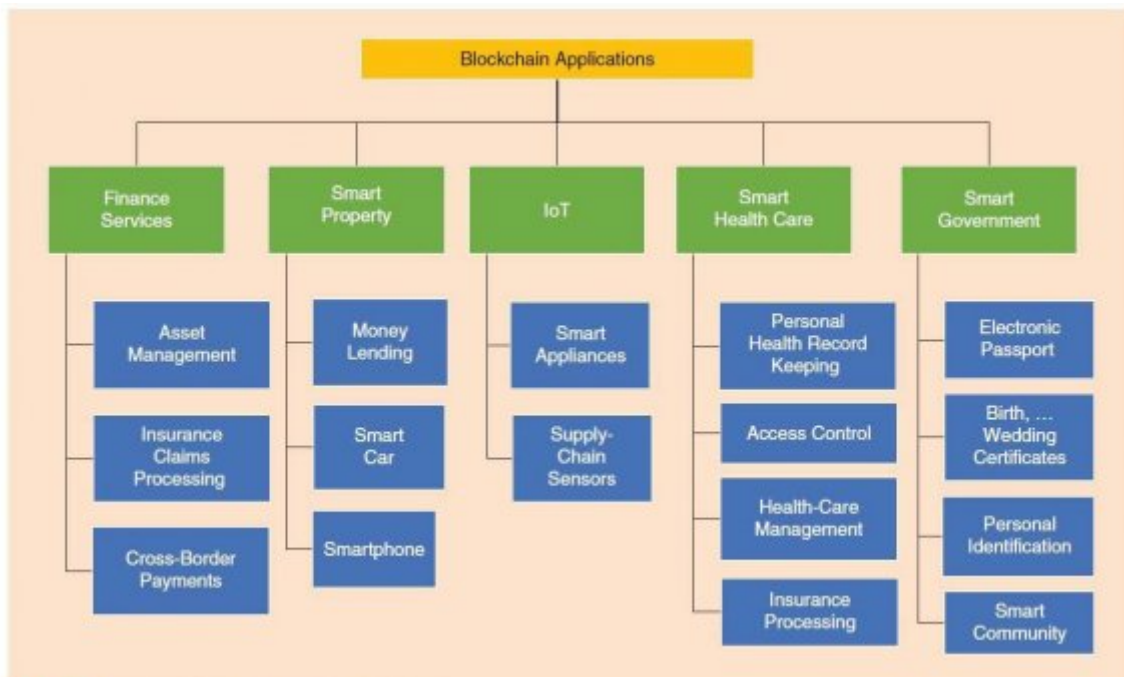 Blockchain Applications
Finance
Services
Smart
Property
IoT
Smart
Health Care
Smart
Government
Asset
Management
Insurance
Claims
Processing
Cross-Border
Payments
Money
Lending
Smart
Car
Smartphone
Smart
Appliances
Supply-
Chain
Sensors
Personal
Health Record
Keeping
Access Control
Health-Care
Management
Insurance
Processing
Electronic
Passport
Birth, ...
Wedding
Certificates
Personal
Identification
Smart
Community